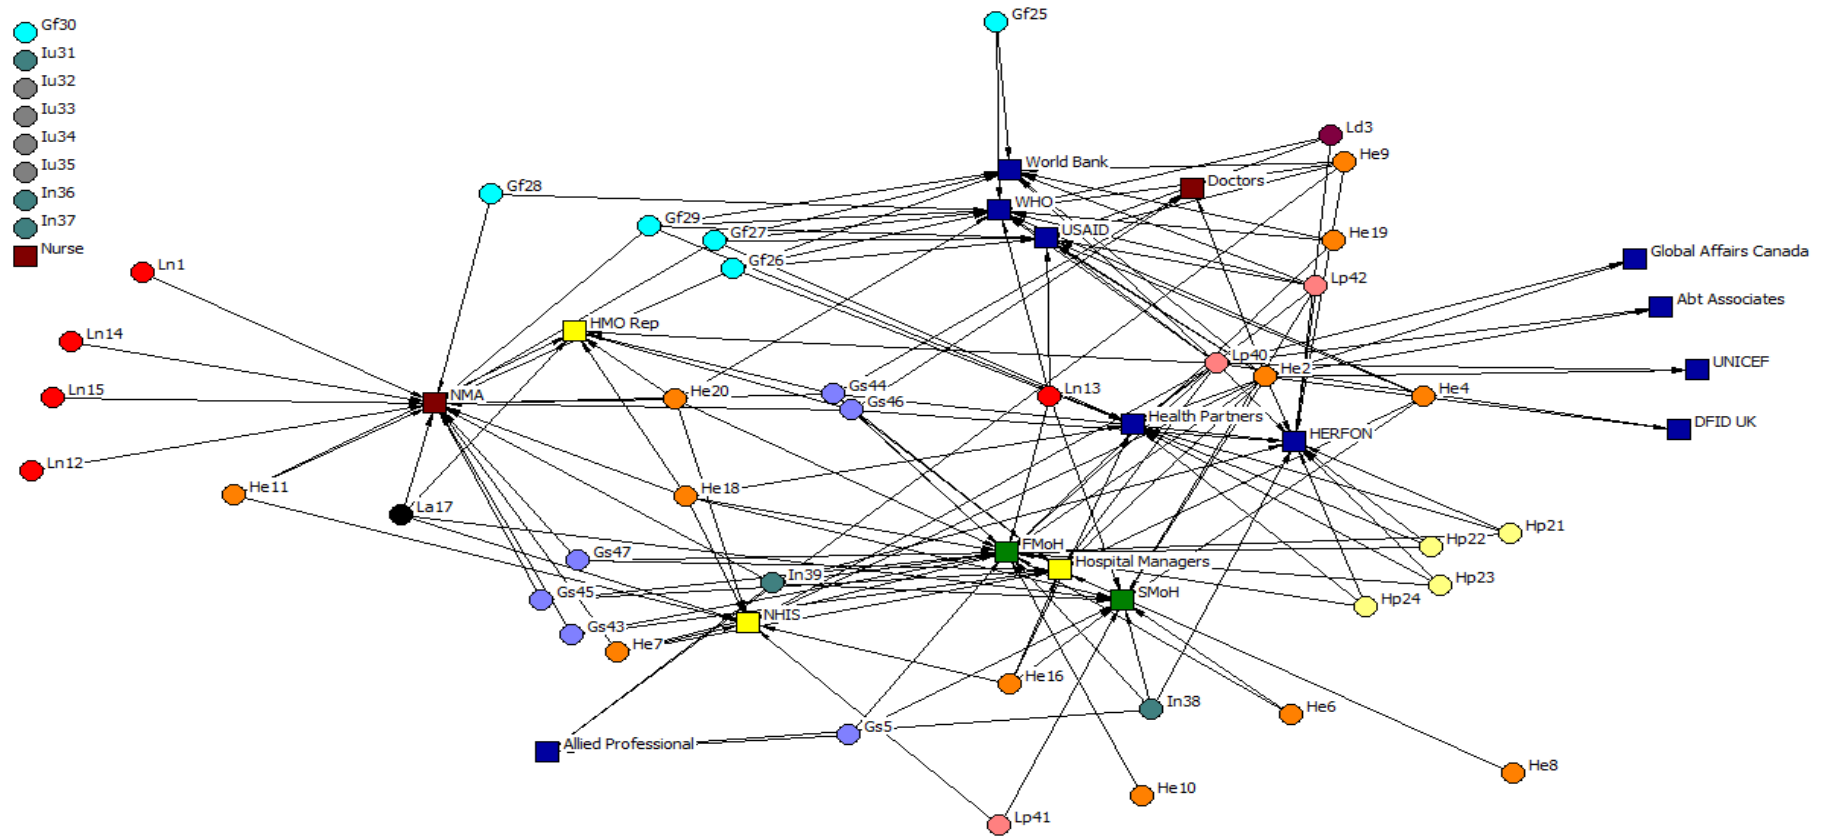 Gf30
Iu31
Iu32
Iu33
Iu34
Iu35
In36
In37
Nurse
Gf25
Ld3
He9
World Bank
Doctors
Gf28
WHO
Gf29
USAID
Gf27
He19
Gf26
Global Affairs Canada
Ln1
Lp42
Abt Associates
HMO Rep
Ln14
Lp40
UNICEF
He2
Ln15
NMA
He20
Gs44
Gs46
Ln13
He4
Health Partners
HERFON
DFID UK
Ln12
He11
He18
La17
Hp21
Hp22
FMoH
Gs47
Hospital Managers
In39
Hp23
Gs45
SMoH
Hp24
NHIS
Gs43
He7
He16
In38
He6
Gs5
Allied Professional
He8
He10
Lp41